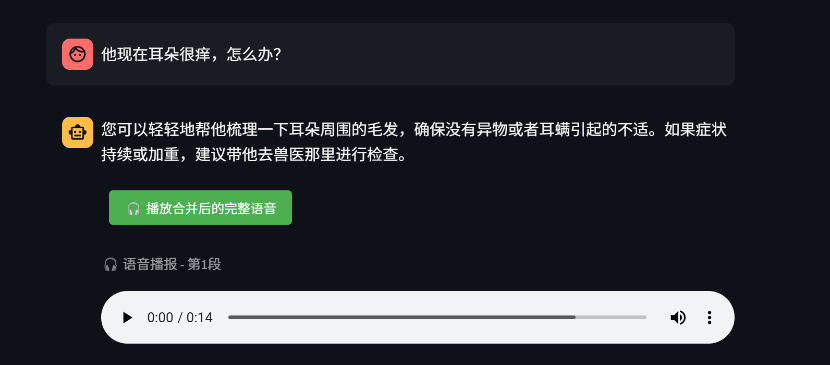 他现在耳朵很痒，怎么办？
您可以轻轻地帮他梳理一下耳朵周围的毛发，确保没有异物或者耳螨引起的不适。如果症状
持续或加重，建议带他去兽医那里进行检查。
🎧 播放合并后的完整语音
🎧 语音播报 - 第1段
0:00 / 0:14